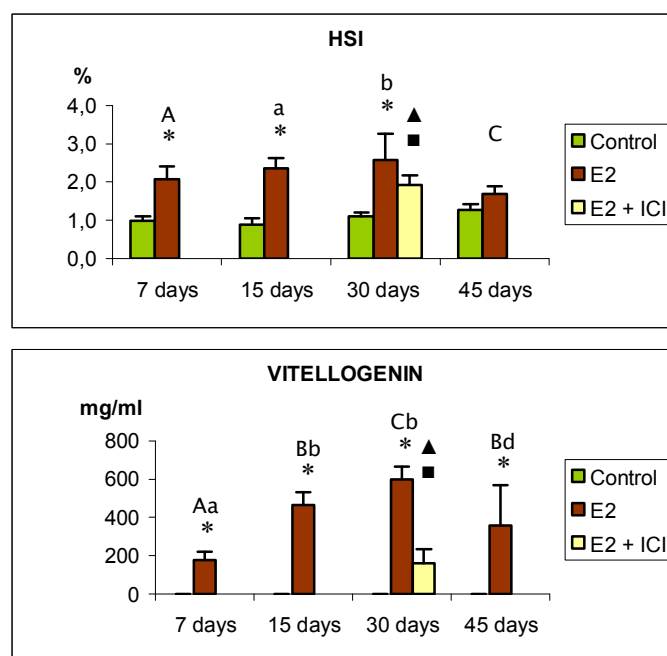 HSI
%
4,0
3,0
2,0
1,0
0,0
A
*
a
*
b
*
▲
■
C
7 days
15 days
30 days
45 days
Control
E2
E2 + ICI
VITELLOGENIN
mg/ml
800
600
400
200
0
Aa
*
Bb
*
Cb
*
▲
■
Bd
*
7 days
15 days
30 days
45 days
Control
E2
E2 + ICI